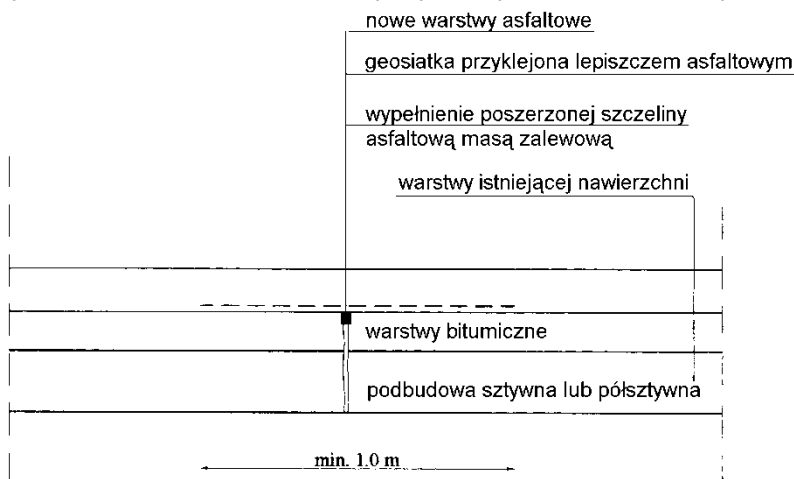 nowe warstwy asfaltowe
geosiatka przyklejona lepiszczem asfaltowym
wypełnienie poszerzonej szczeliny
asfaltową masą zalewową
warstwy istniejącej nawierzchni
warstwy bitumiczne
podbudowa sztywna lub półsztywna
min. 1.0 m